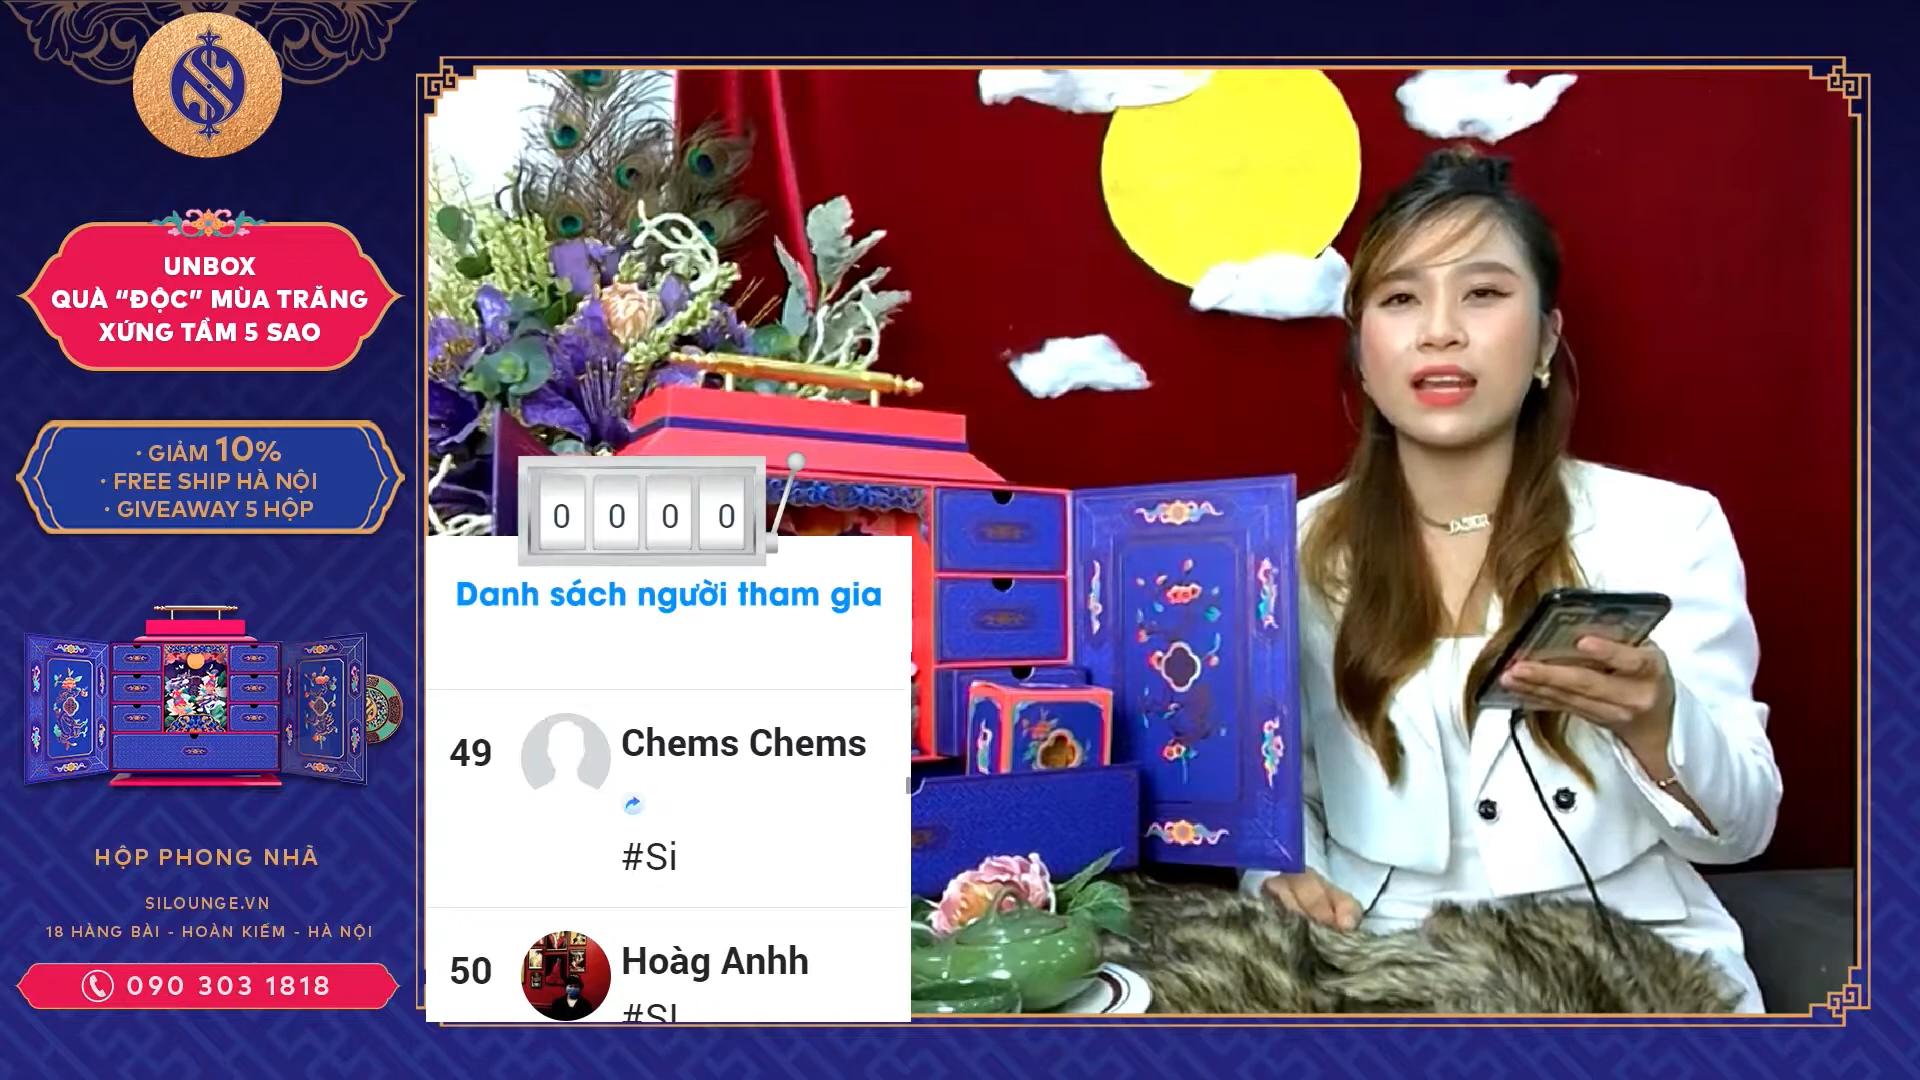 UNBOX
QUÀ “ĐỘC” MÙA TRĂNG
XỨNG TẦM 5 SAO
· GIẢM 10%
· FREE SHIP HÀ NỘI
· GIVEAWAY 5 HỘP
HỘP PHONG NHÃ
SILOUNGE.VN
18 HÀNG BÀI - HOÀN KIẾM - HÀ NỘI
090 303 1818
0 0 0 0
Danh sách người tham gia
49
Chems Chems
#Si
50
Hoàg Anhh
#SI